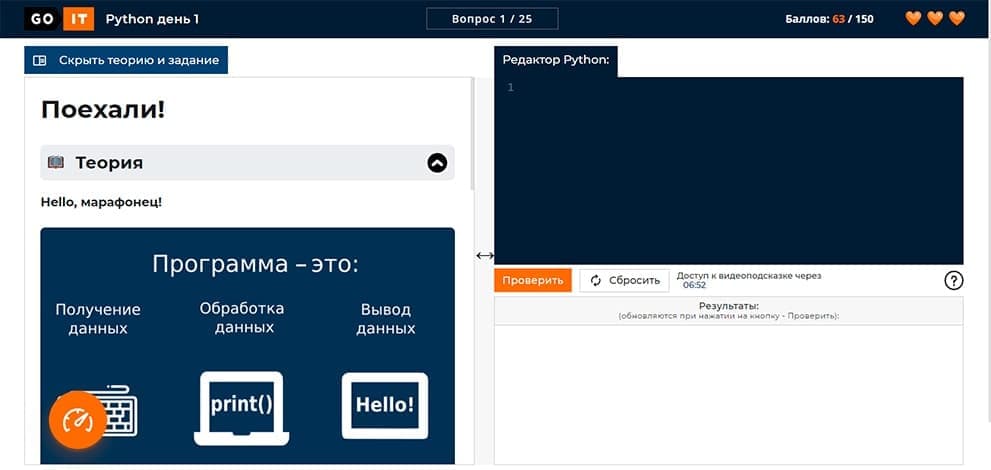 GO IT
Python день 1
Вопрос 1 / 25
Баллов: 63 / 150
Скрыть теорию и задание
Редактор Python:
Поехали!
Теория
Hello, марафонец!
Программа – это:
Получение
данных
Обработка
данных
Вывод
данных
print()
Hello!
1
Проверить
Сбросить
Доступ к видеоподсказке через
06:52
?
Результаты:
(обновляются при нажатии на кнопку - Проверить):